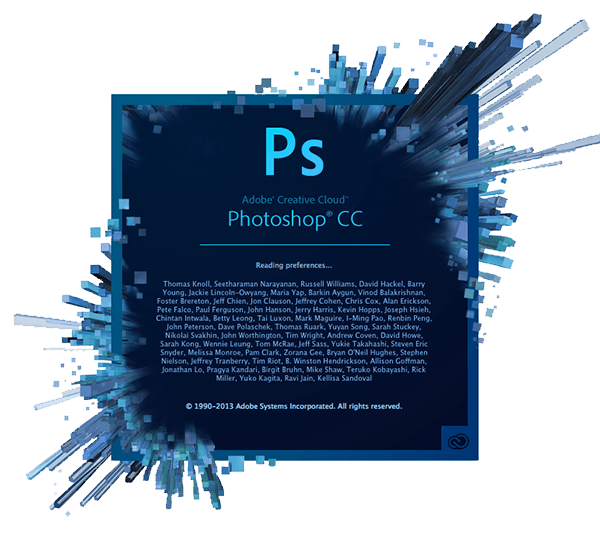 Ps
Adobe® Creative Cloud™
Photoshop® CC
Reading preferences...
Thomas Knoll, Seetharaman Narayanan, Russell Williams, David Hackel, Barry
Young, Jackie Lincoln-Owyang, Maria Yap, Barkin Aygun, Vinod Balakrishnan,
Foster Brereton, Jeff Chien, Jon Clauson, Jeffrey Cohen, Chris Cox, Alan Erickson,
Pete Falco, Paul Ferguson, John Hanson, Jerry Harris, Kevin Hopps, Joseph Hsieh,
Chintan Intwala, Betty Leong, Tai Luxon, Mark Maguire, I-Ming Pao, Renbin Peng,
John Peterson, Dave Polaschek, Thomas Ruark, Yuyan Song, Sarah Stuckey,
Nikolai Svakhin, John Worthington, Tim Wright, Andrew Coven, David Howe,
Sarah Kong, Wennie Leung, Tom McRae, Jeff Sass, Yukie Takahashi, Steven Eric
Snyder, Melissa Monroe, Pam Clark, Zorana Gee, Bryan O'Neil Hughes, Stephen
Nielson, Jeffrey Tranberry, Tim Riot, B. Winston Hendrickson, Allison Goffman,
Jonathan Lo, Pragya Kandari, Birgit Bruhn, Mike Shaw, Teruko Kobayashi, Rick
Miller, Yuko Kagita, Ravi Jain, Kellisa Sandoval
© 1990-2013 Adobe Systems Incorporated. All rights reserved.